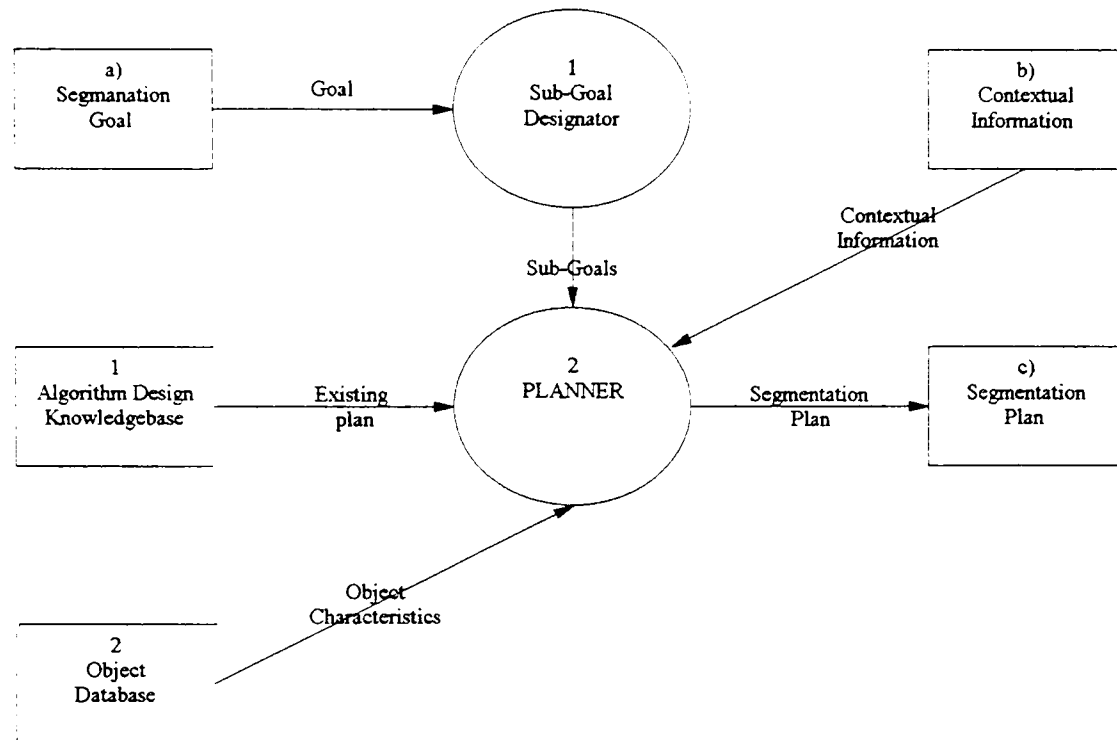 a)
Segmanation
Goal
Goal
1
Sub-Goal
Designator
b)
Contextual
Information
Contextual
Information
Sub-Goals
1
Algorithm Design
Knowledgebase
Existing
plan
2
PLANNER
Segmentation
Plan
c)
Segmentation
Plan
Object
Characteristics
2
Object
Database